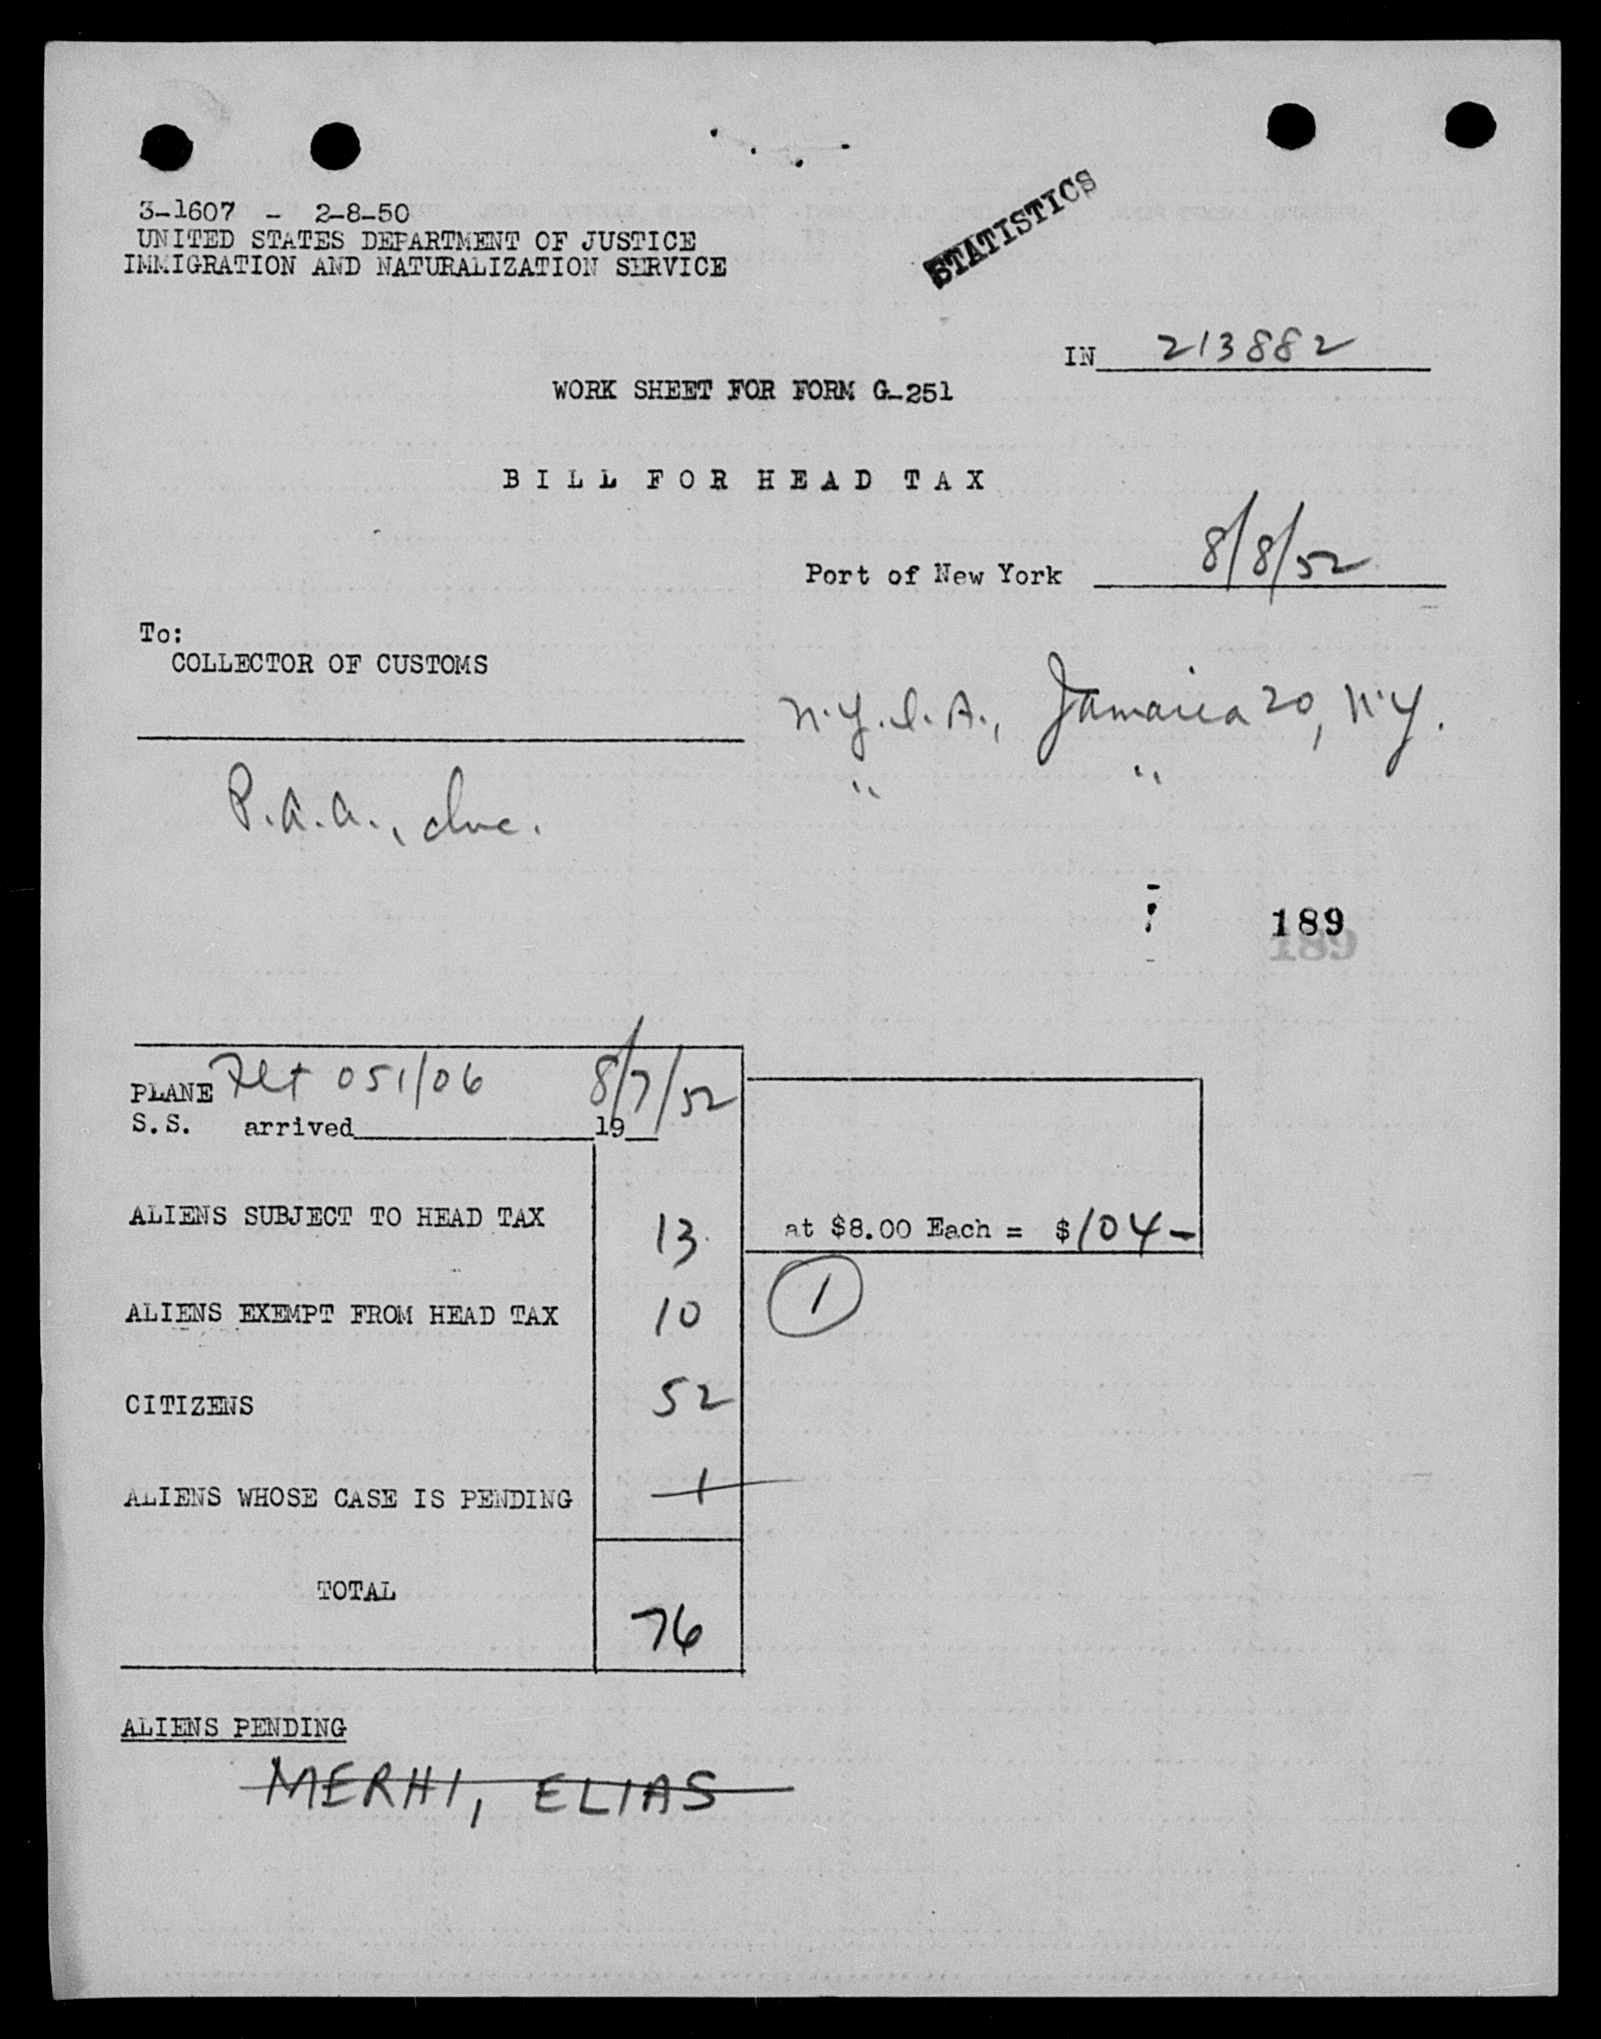 3-1607 - 2-8-50
UNITED STATES DEPARTMENT OF JUSTICE
IMMIGRATION AND NATURALIZATION SERVICE
STATISTICS
IN 213882
WORK SHEET FOR FORM G-251
BILL FOR HEAD TAX
Port of New York 8/8/52
To:
COLLECTOR OF CUSTOMS
N.Y.I.A., Jamaica 20, N.Y.
" "
P.A.A., Inc.
189
PLANE Flt 051/06 8/7/52
S.S. arrived 19
ALIENS SUBJECT TO HEAD TAX 13 at $8.00 Each = $104-
ALIENS EXEMPT FROM HEAD TAX 10 1
CITIZENS 52
ALIENS WHOSE CASE IS PENDING 1
TOTAL 76
ALIENS PENDING
MERHI, ELIAS